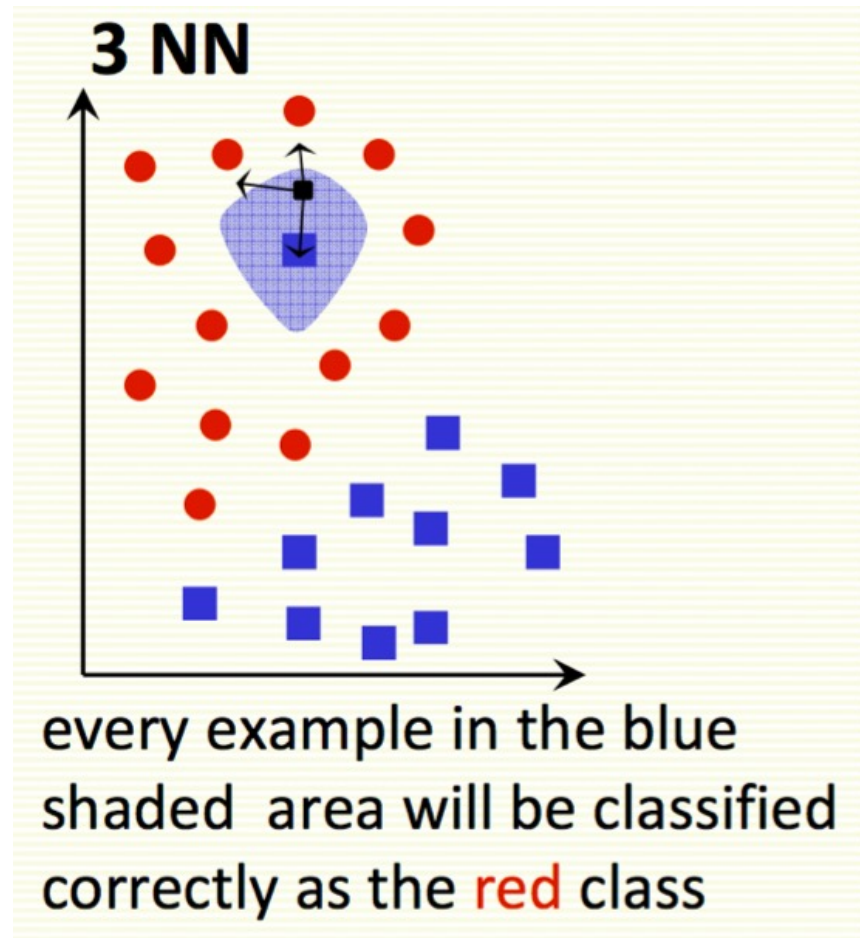 3 NN
every example in the blue
shaded area will be classified
correctly as the red class